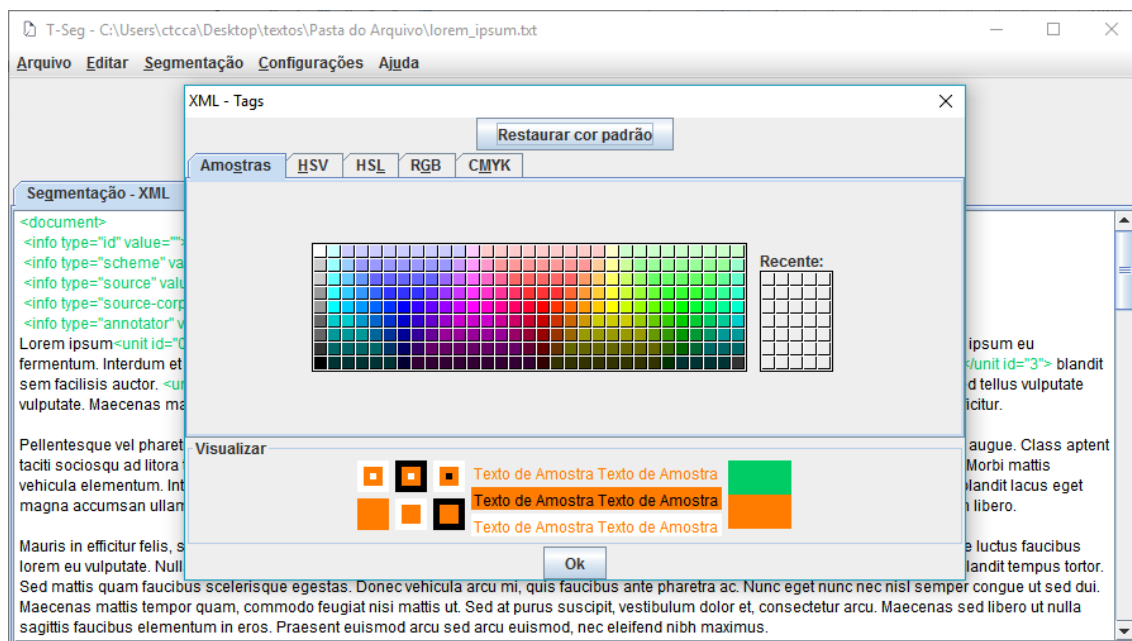 T-Seg - C:\Users\ctcca\Desktop\textos\Pasta do Arquivo\lorem_ipsum.txt
Arquivo Editar Segmentação Configurações Ajuda
XML - Tags
Restaurar cor padrão
Amostras HSV HSL RGB CMYK
Segmentação - XML
<document>
<info type="id" value="">
<info type="scheme" va
<info type="source" valu
<info type="source-corp
<info type="annotator" v
Recente:
Lorem ipsum<unit id="0 ipsum eu
fermentum. Interdum et </unit id="3"> blandit
sem facilisis auctor. <un d tellus vulputate
vulputate. Maecenas ma icitur.
Pellentesque vel pharet augue. Class aptent
taciti sociosqu ad litora Morbi mattis
vehicula elementum. Int blandit lacus eget
magna accumsan ullam libero.
Visualizar
Texto de Amostra Texto de Amostra
Texto de Amostra Texto de Amostra
Texto de Amostra Texto de Amostra
Ok
Mauris in efficitur felis, s e luctus faucibus
lorem eu vulputate. Null landit tempus tortor.
Sed mattis quam faucibus scelerisque egestas. Donec vehicula arcu mi, quis faucibus ante pharetra ac. Nunc eget nunc nec nisl semper congue ut sed dui.
Maecenas mattis tempor quam, commodo feugiat nisi mattis ut. Sed at purus suscipit, vestibulum dolor et, consectetur arcu. Maecenas sed libero ut nulla
sagittis faucibus elementum in eros. Praesent euismod arcu sed arcu euismod, nec eleifend nibh maximus.